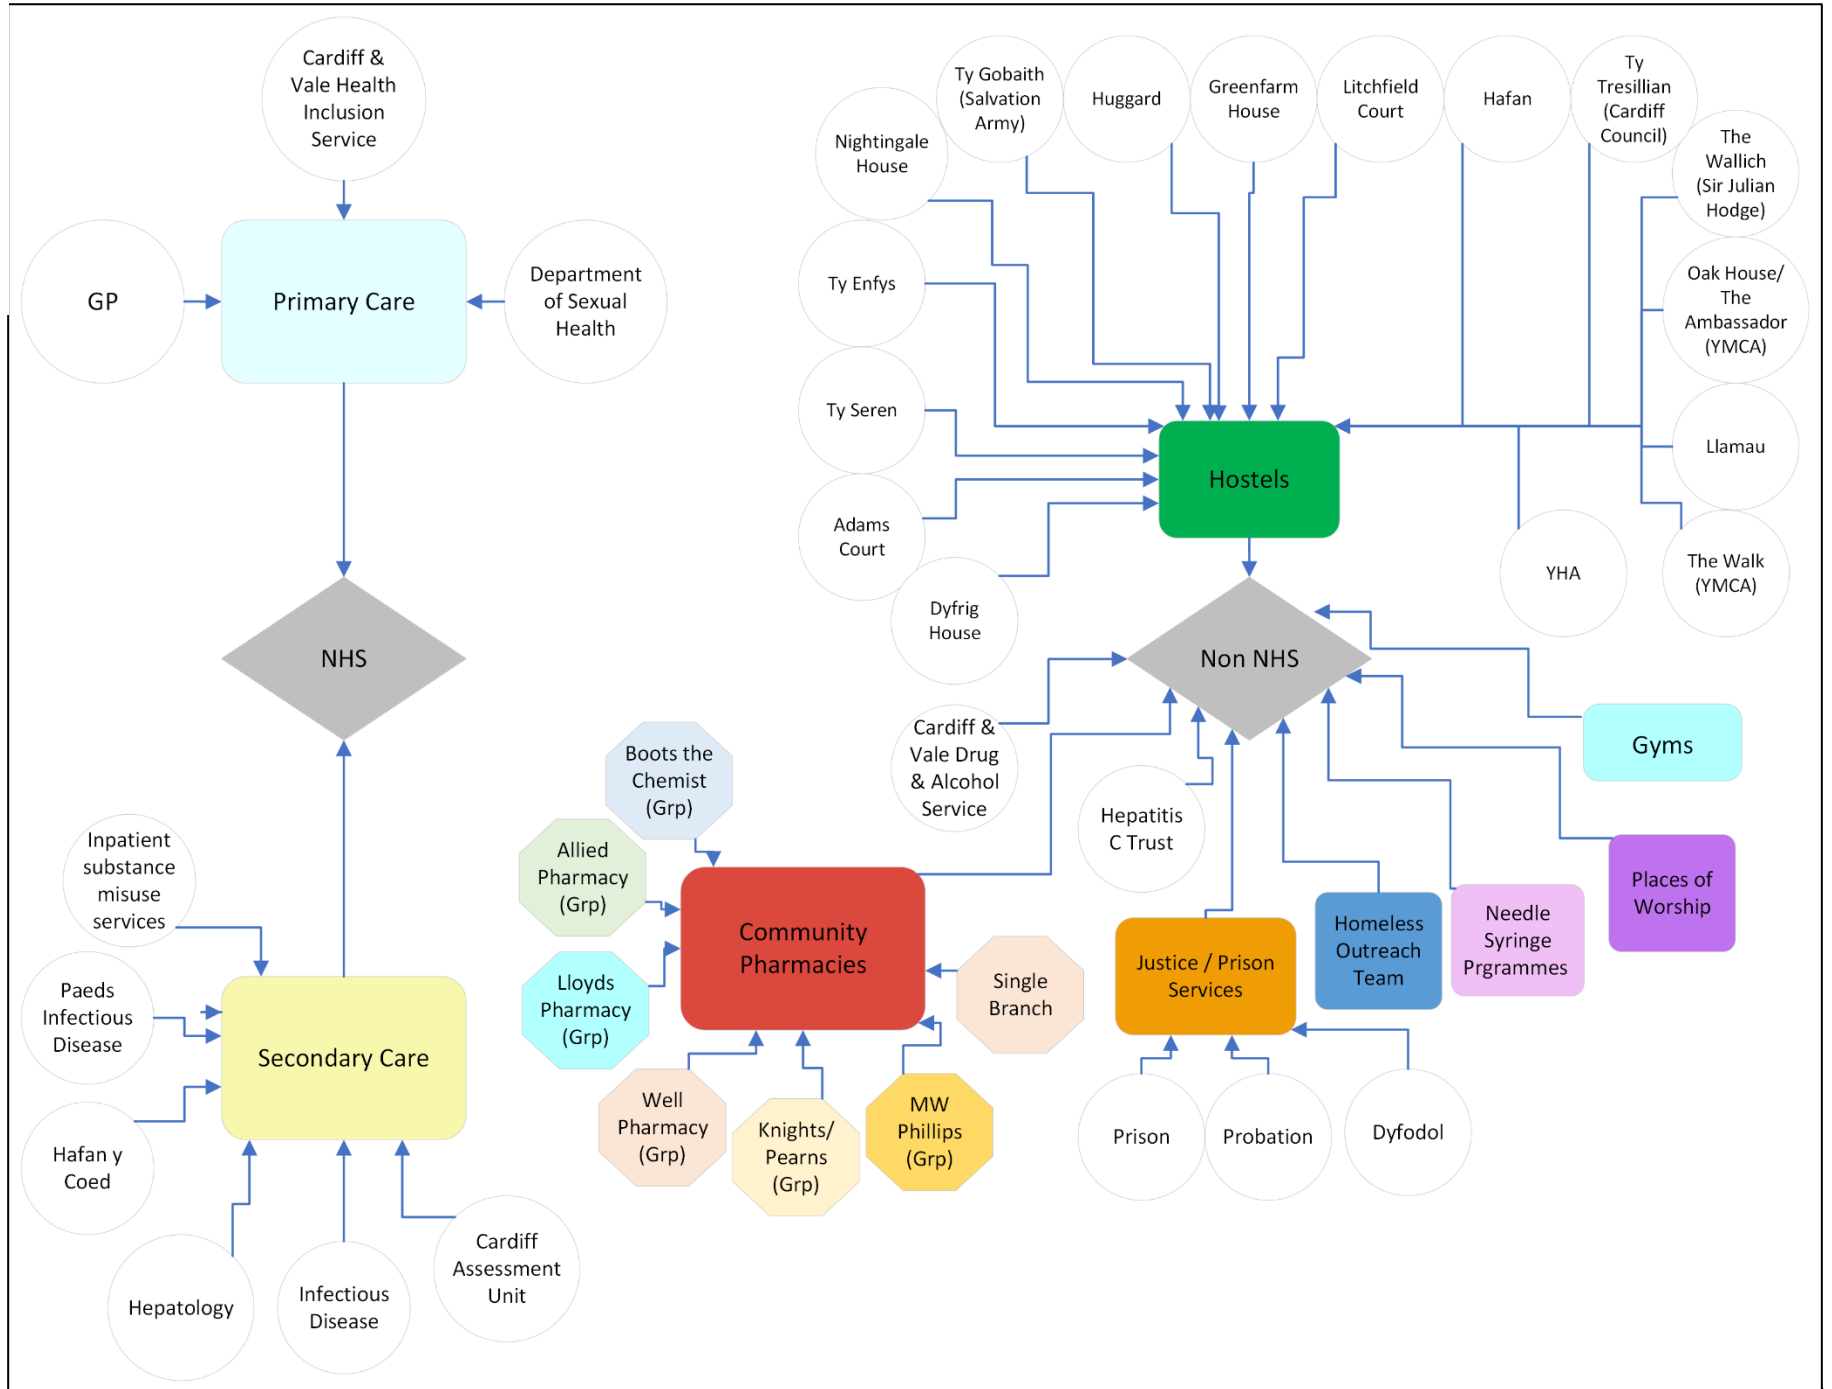 Cardiff &
Vale Health
Inclusion
Service
GP
Primary Care
Department
of Sexual
Health
NHS
Inpatient
substance
misuse
services
Paeds
Infectious
Disease
Secondary Care
Hafan y
Coed
Hepatology
Infectious
Disease
Cardiff
Assessment
Unit
Nightingale
House
Ty Gobaith
(Salvation
Army)
Huggard
Greenfarm
House
Litchfield
Court
Hafan
Ty
Tresillian
(Cardiff
Council)
The
Wallich
(Sir Julian
Hodge)
Ty Enfys
Oak House/
The
Ambassador
(YMCA)
Ty Seren
Llamau
Hostels
Adams
Court
YHA
The Walk
(YMCA)
Dyfrig
House
Non NHS
Cardiff &
Vale Drug
& Alcohol
Service
Hepatitis
C Trust
Gyms
Places of
Worship
Needle
Syringe
Prgrammes
Homeless
Outreach
Team
Justice / Prison
Services
Prison
Probation
Dyfodol
Boots the
Chemist
(Grp)
Allied
Pharmacy
(Grp)
Lloyds
Pharmacy
(Grp)
Community
Pharmacies
Single
Branch
Well
Pharmacy
(Grp)
Knights/
Pearns
(Grp)
MW
Phillips
(Grp)